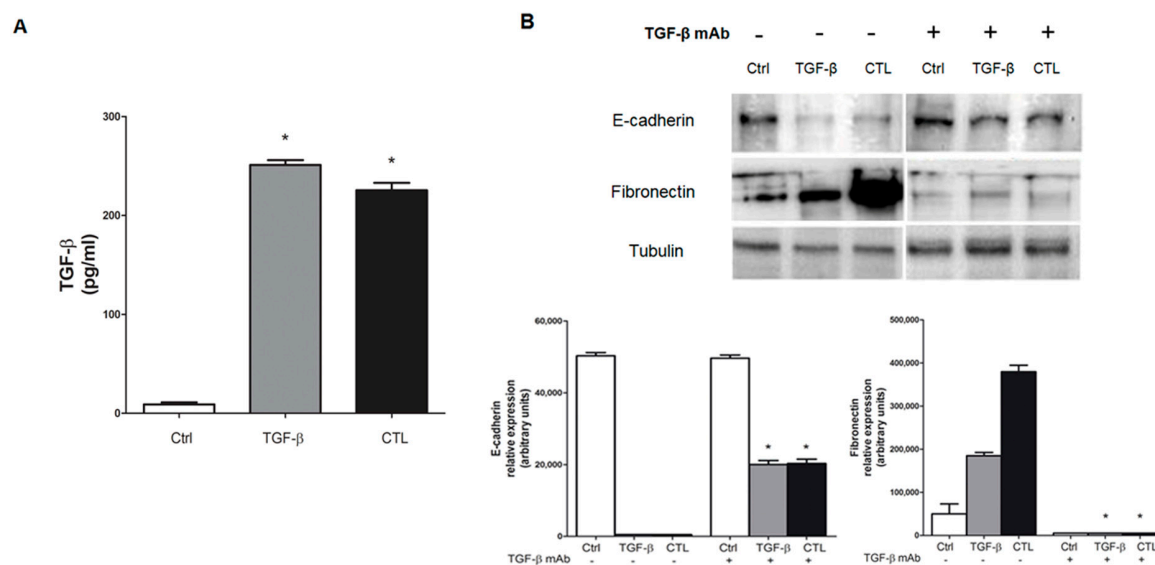 A
B
TGF-β mAb - - - + + +
Ctrl TGF-β CTL Ctrl TGF-β CTL
E-cadherin
Fibronectin
Tubulin
TGF-β
(pg/ml)
300
200
100
0
*
*
Ctrl TGF-β CTL
E-cadherin
relative expression
(arbitrary units)
60,000
40,000
20,000
0
* *
Ctrl TGF-β CTL Ctrl TGF-β CTL
TGF-β mAb - - - + + +
Fibronectin
relative expression
(arbitrary units)
500,000
400,000
300,000
200,000
100,000
0
* *
Ctrl TGF-β CTL Ctrl TGF-β CTL
TGF-β mAb - - - + + +